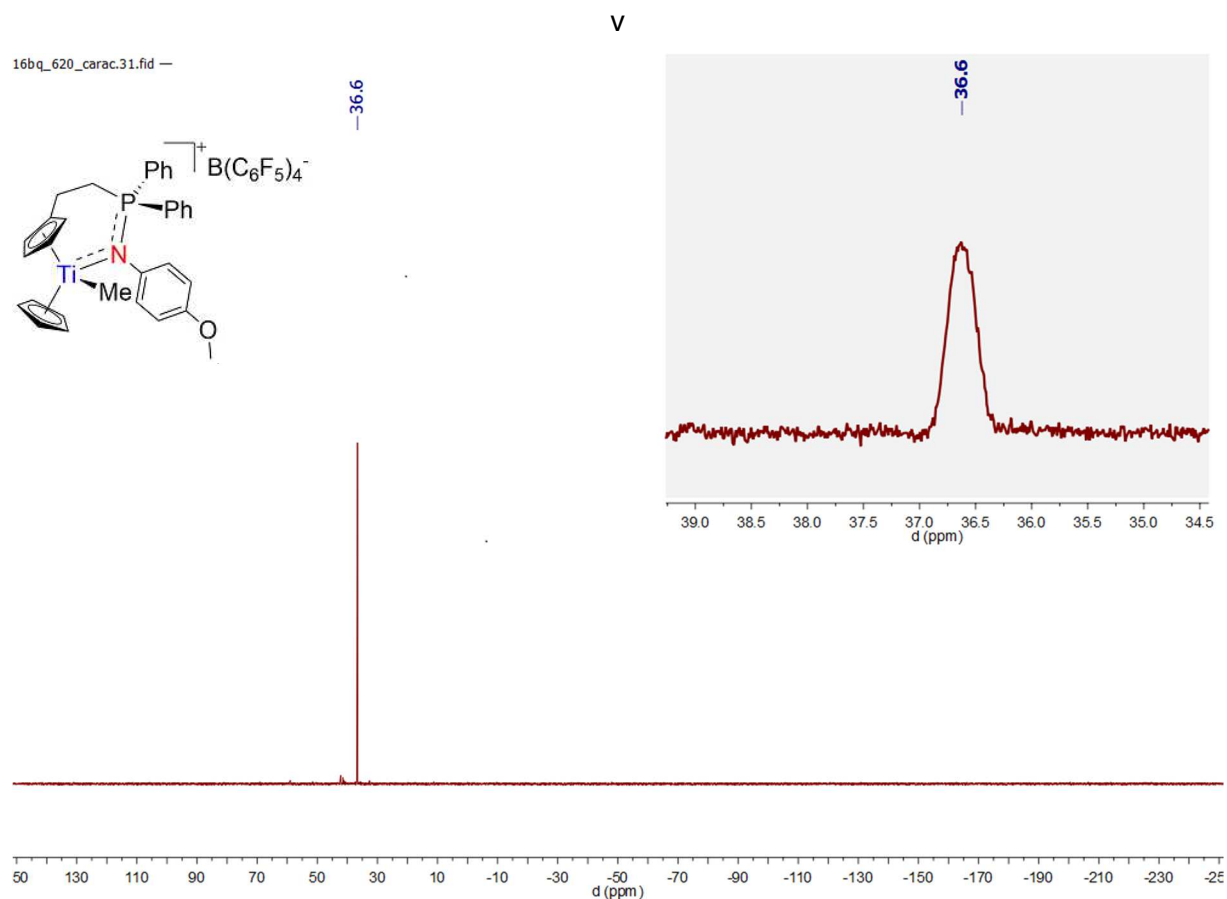 v
16bq_620_carac.31.fid —
—36.6
—36.6
+
B(C6F5)4-
Ph
P
Ph
N
Ti
Me
O
39.0 38.5 38.0 37.5 37.0 36.5 36.0 35.5 35.0 34.5
d (ppm)
50 130 110 90 70 50 30 10 -10 -30 -50 -70 -90 -110 -130 -150 -170 -190 -210 -230 -25
d (ppm)